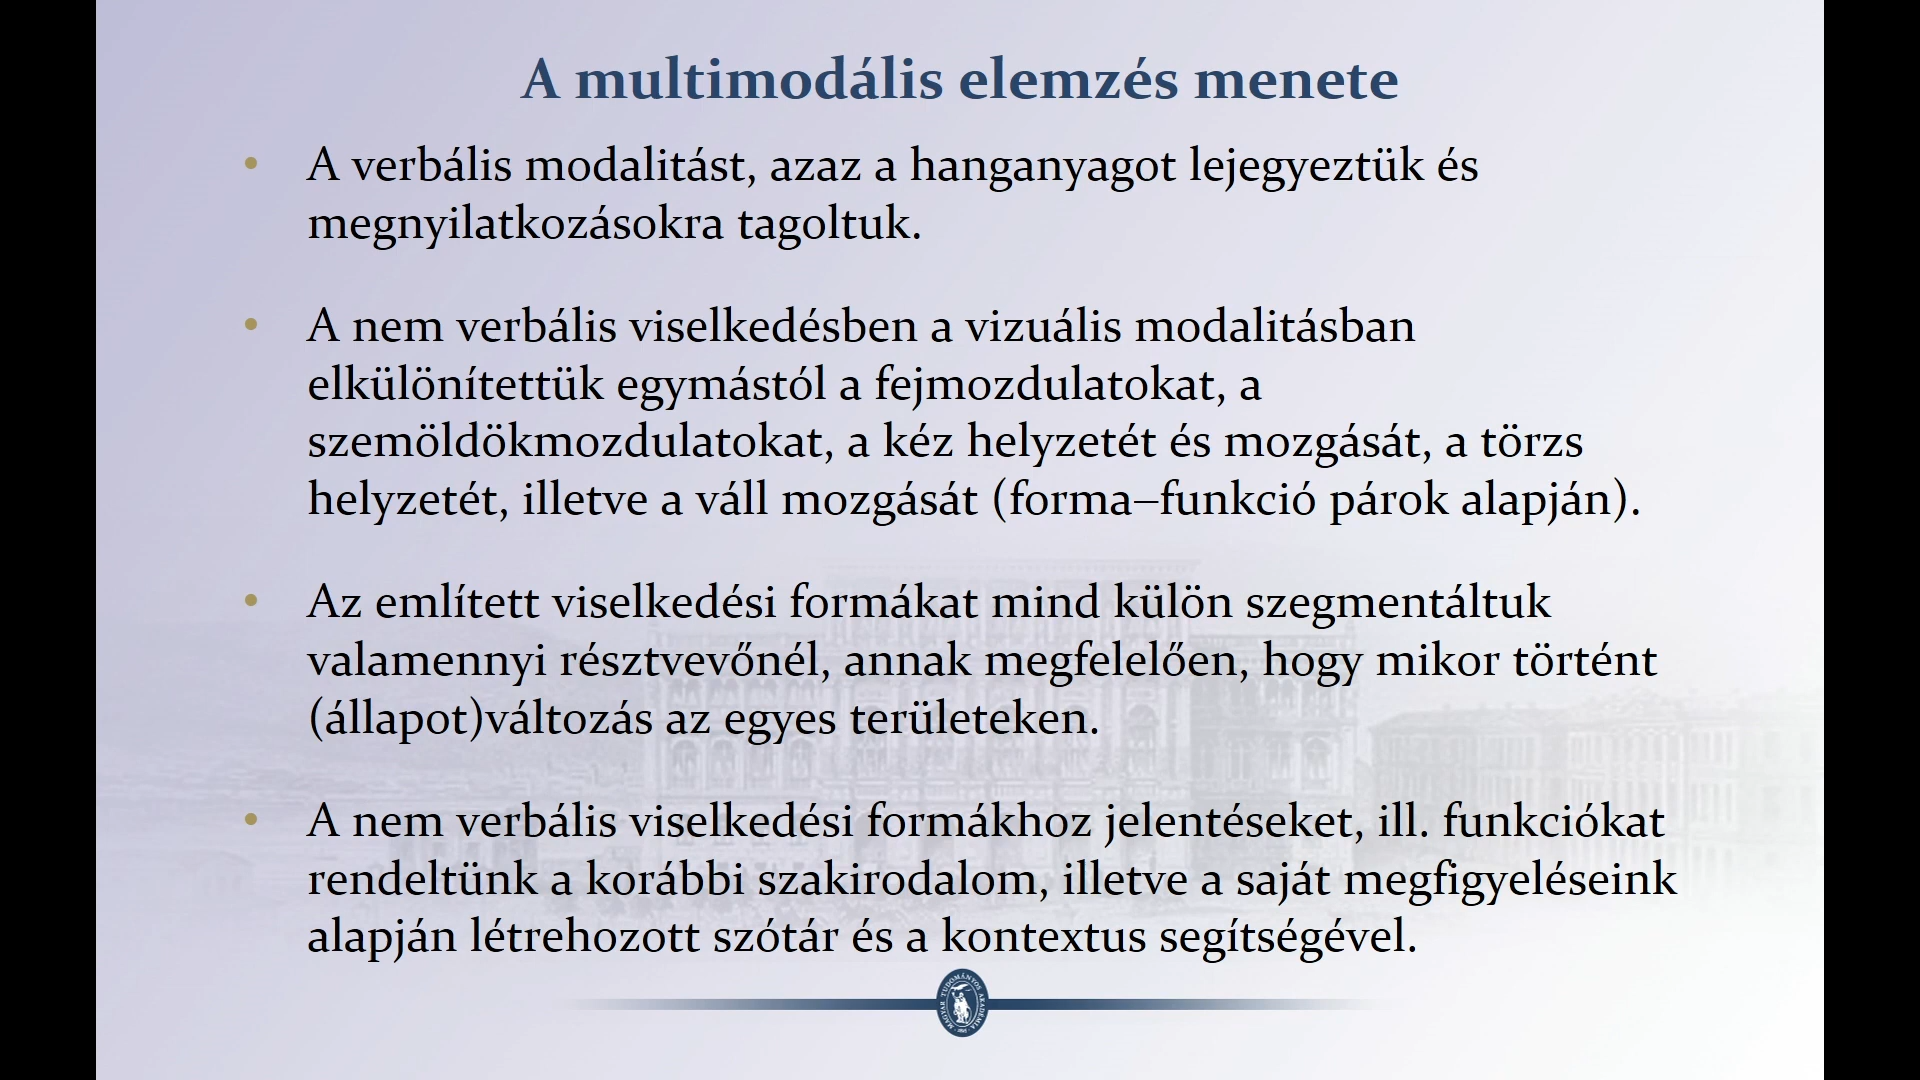 A multimodális elemzés menete
• A verbális modalitást, azaz a hanganyagot lejegyeztük és
megnyilatkozásokra tagoltuk.
• A nem verbális viselkedésben a vizuális modalitásban
elkülönítettük egymástól a fejmozdulatokat, a
szemöldökmozdulatokat, a kéz helyzetét és mozgását, a törzs
helyzetét, illetve a váll mozgását (forma–funkció párok alapján).
• Az említett viselkedési formákat mind külön szegmentáltuk
valamennyi résztvevőnél, annak megfelelően, hogy mikor történt
(állapot)változás az egyes területeken.
• A nem verbális viselkedési formákhoz jelentéseket, ill. funkciókat
rendeltünk a korábbi szakirodalom, illetve a saját megfigyeléseink
alapján létrehozott szótár és a kontextus segítségével.
MAGYAR TUDOMÁNYOS AKADÉMIA